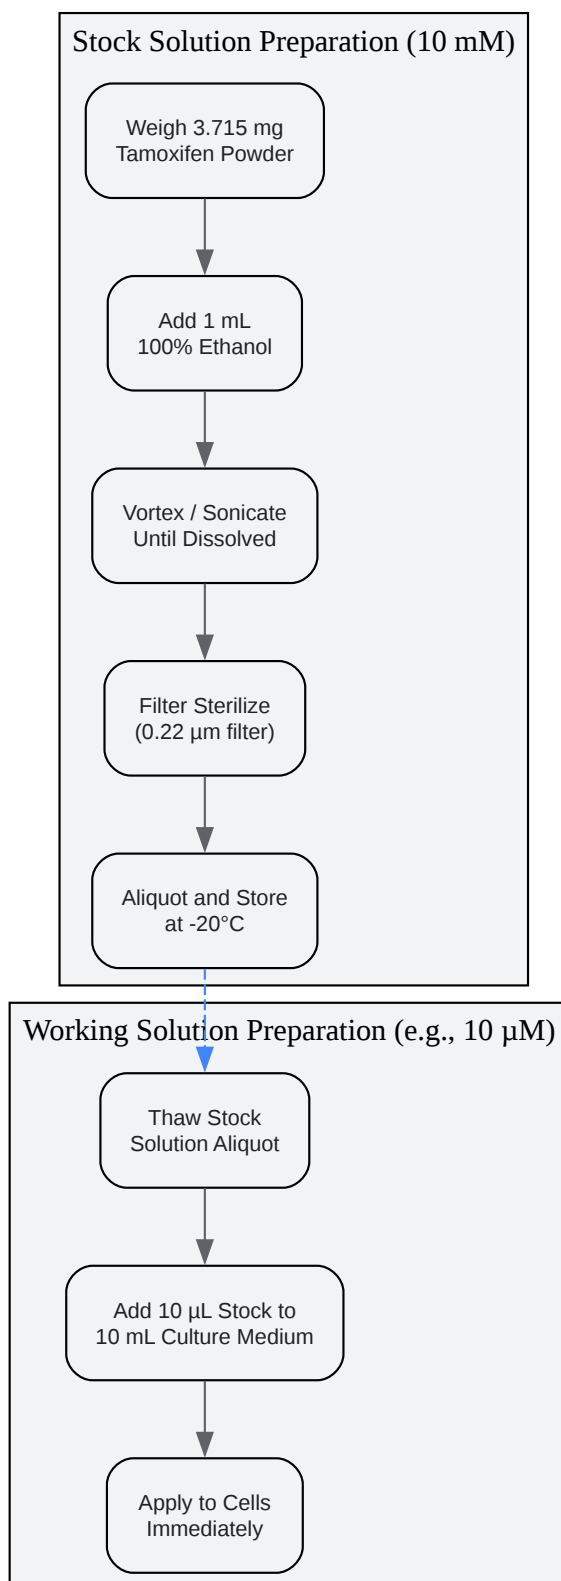 Stock Solution Preparation (10 mM)
Weigh 3.715 mg
Tamoxifen Powder
Add 1 mL
100% Ethanol
Vortex / Sonicate
Until Dissolved
Filter Sterilize
(0.22 µm filter)
Aliquot and Store
at -20°C
Working Solution Preparation (e.g., 10 µM)
Thaw Stock
Solution Aliquot
Add 10 µL Stock to
10 mL Culture Medium
Apply to Cells
Immediately